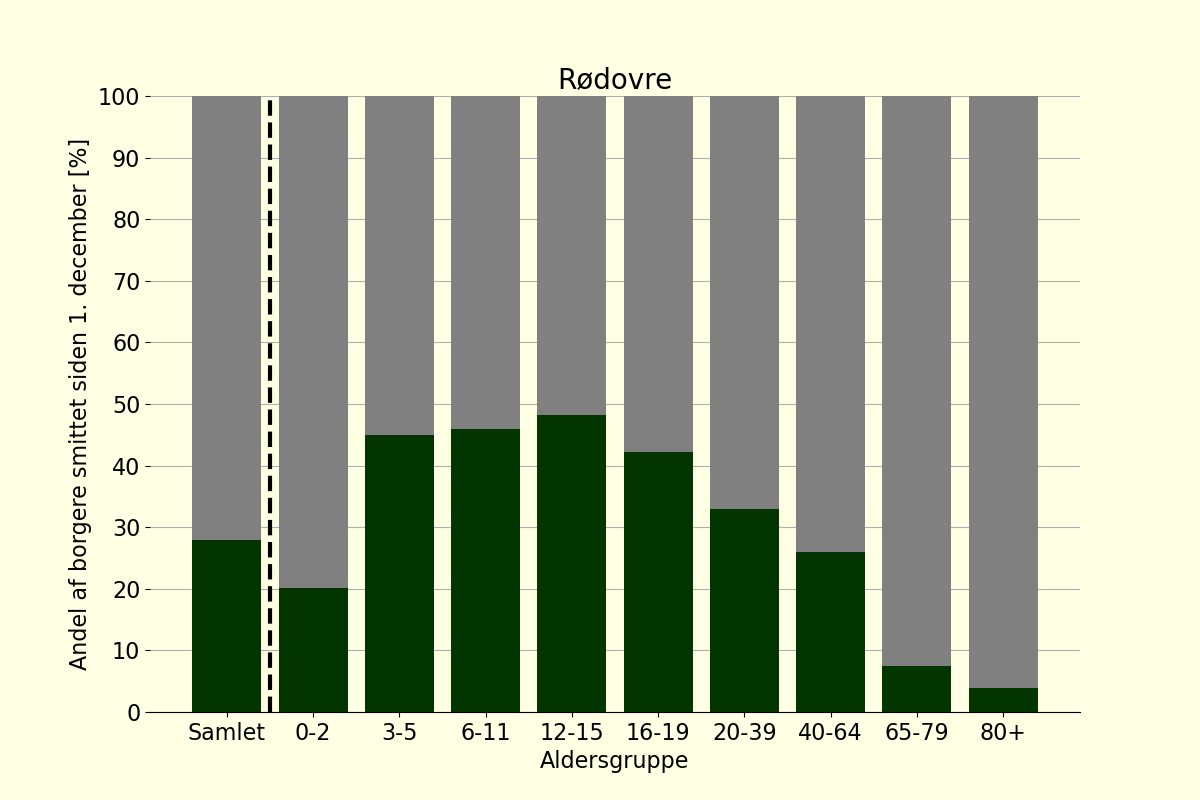 Rødovre
Andel af borgere smittet siden 1. december [%]
100
90
80
70
60
50
40
30
20
10
0
Samlet 0-2 3-5 6-11 12-15 16-19 20-39 40-64 65-79 80+
Aldersgruppe